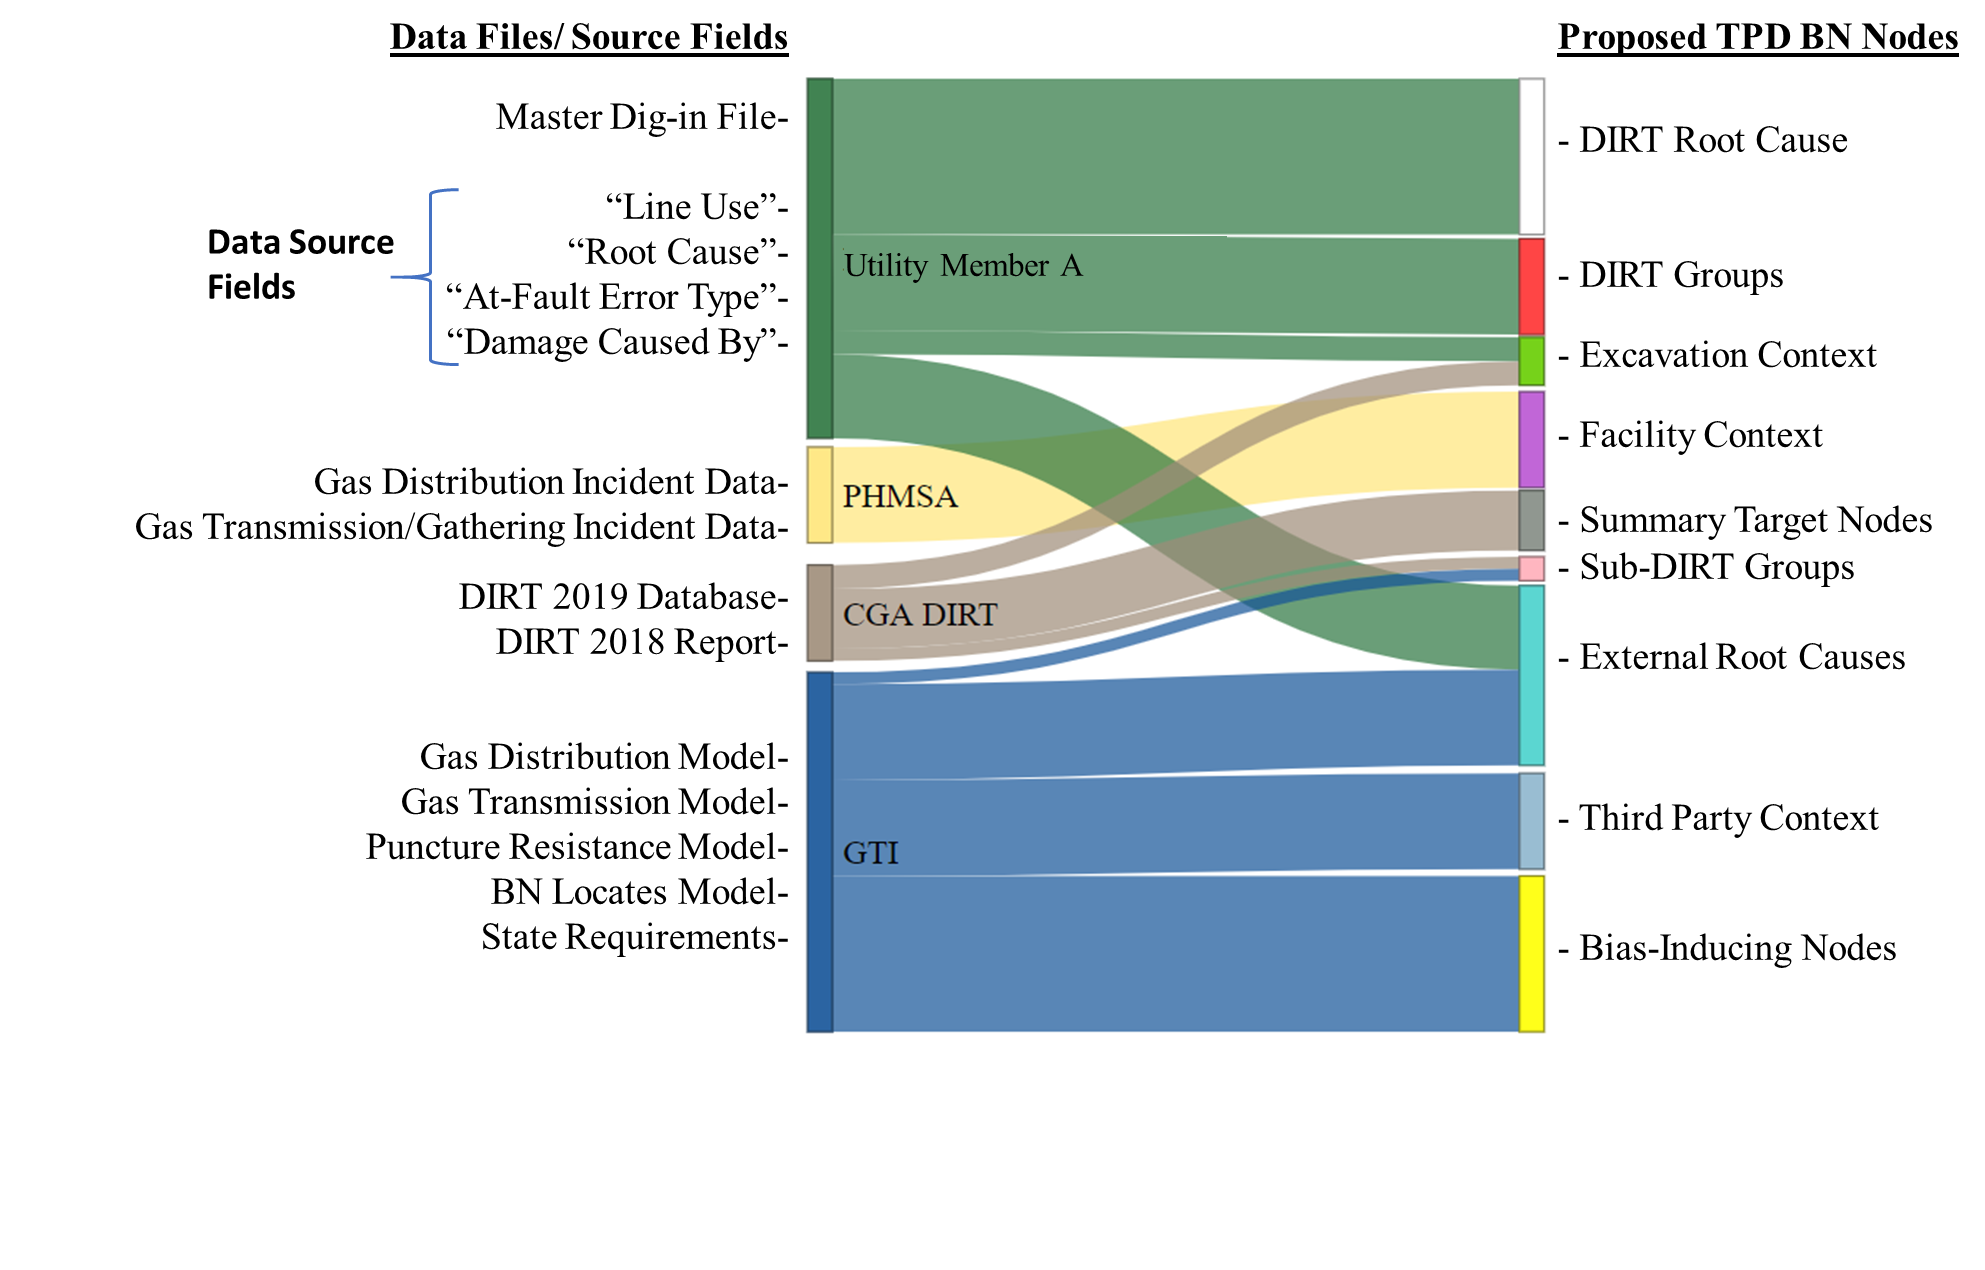 Data Files/ Source Fields
Proposed TPD BN Nodes
Master Dig-in File-
“Line Use”-
“Root Cause”-
“At-Fault Error Type”-
“Damage Caused By”-
Data Source
Fields
Gas Distribution Incident Data-
Gas Transmission/Gathering Incident Data-
DIRT 2019 Database-
DIRT 2018 Report-
Gas Distribution Model-
Gas Transmission Model-
Puncture Resistance Model-
BN Locates Model-
State Requirements-
Utility Member A
PHMSA
CGA DIRT
GTI
- DIRT Root Cause
- DIRT Groups
- Excavation Context
- Facility Context
- Summary Target Nodes
- Sub-DIRT Groups
- External Root Causes
- Third Party Context
- Bias-Inducing Nodes